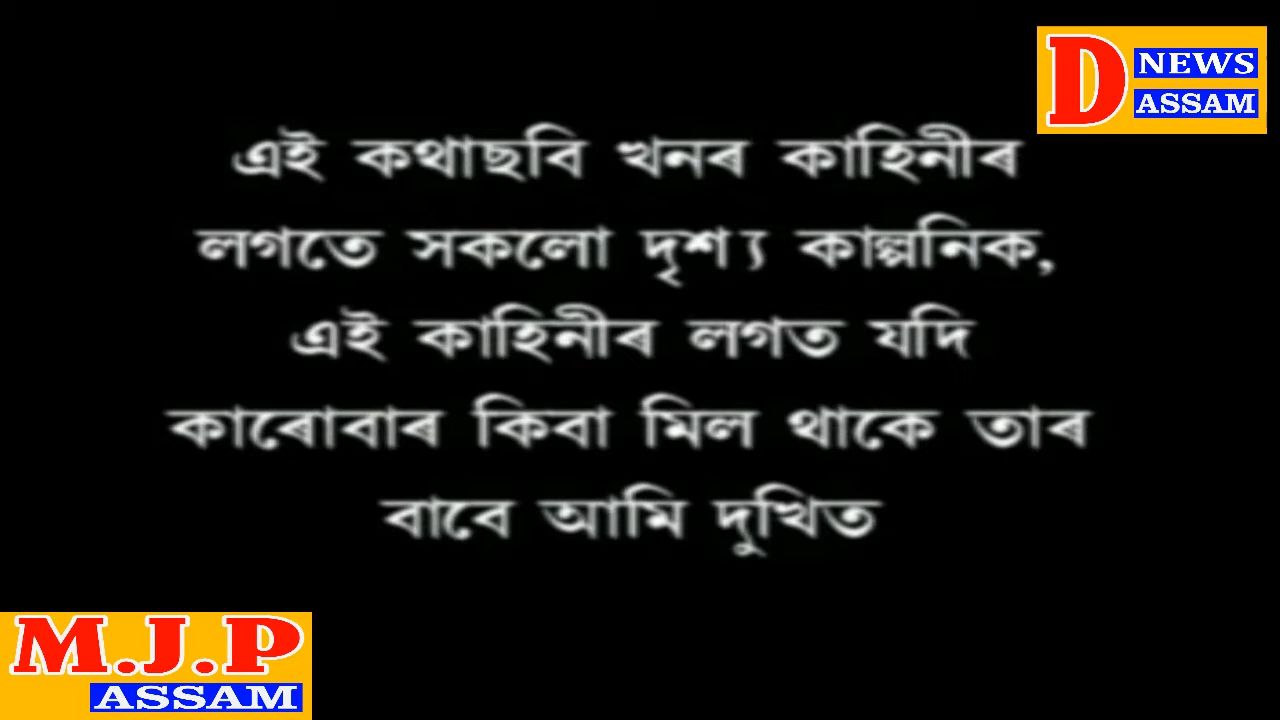 D NEWS
ASSAM
এই কথাছবি খনৰ কাহিনীৰ
লগতে সকলো দৃশ্য কাল্পনিক,
এই কাহিনীৰ লগত যদি
কাৰোবাৰ কিবা মিল থাকে তাৰ
বাবে আমি দুখিত
M.J.P
ASSAM